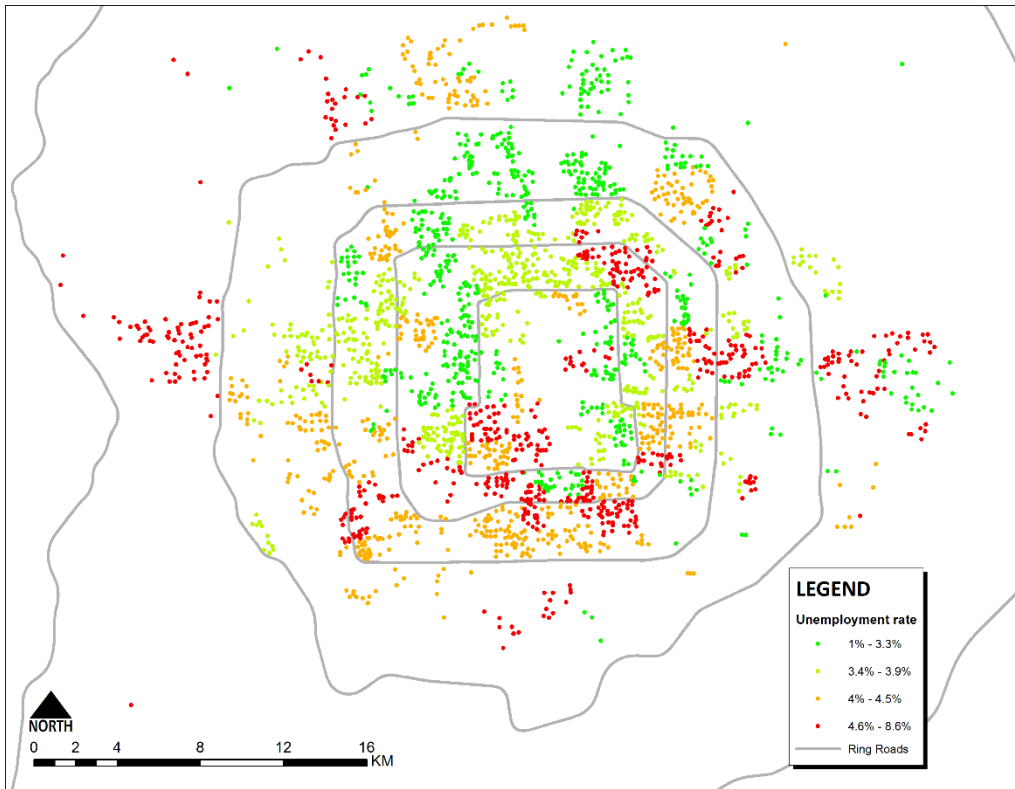 LEGEND
Unemployment rate
1% - 3.3%
3.4% - 3.9%
4% - 4.5%
4.6% - 8.6%
Ring Roads
NORTH
0 2 4 8 12 16
KM